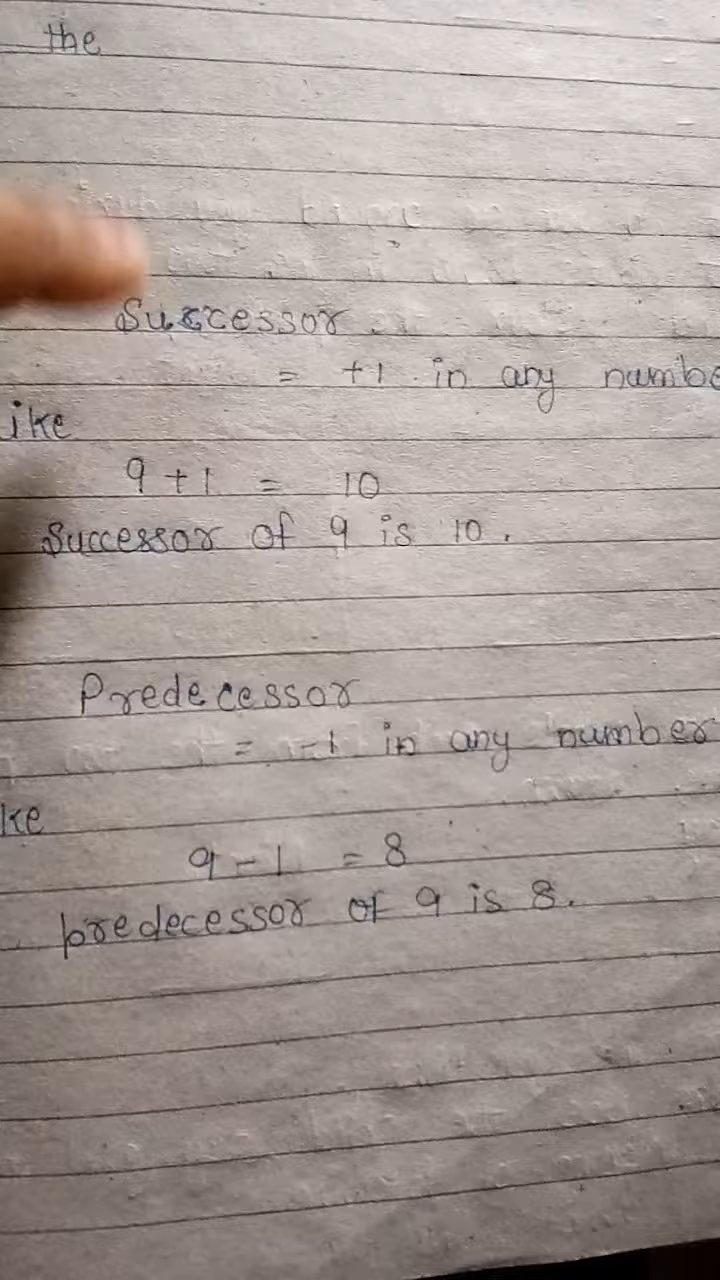 the
Successor
= +1 in any numbe
ike
9 + 1 = 10
Successor of 9 is 10.
Predecessor
= -1 in any number
ke
9 - 1 = 8
predecessor of 9 is 8.